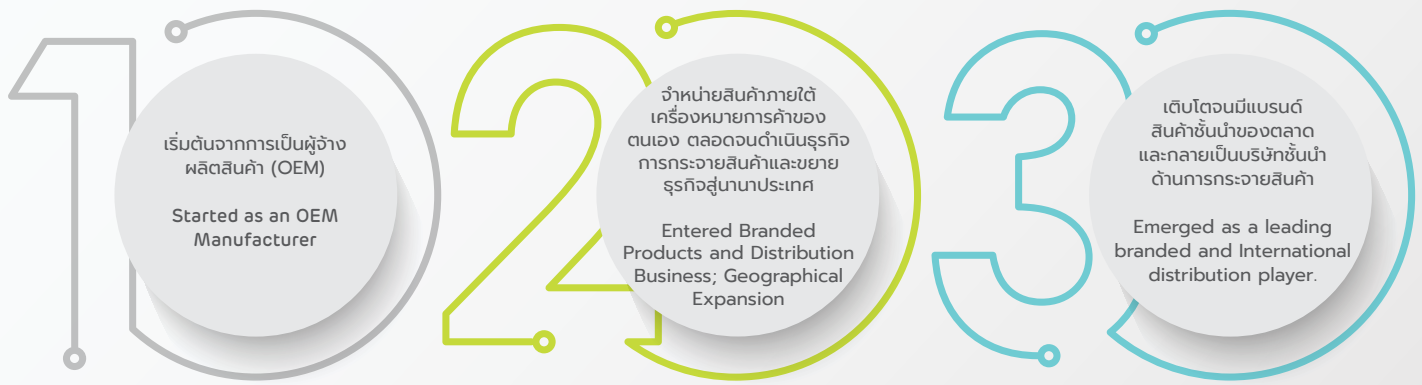 1
เริ่มต้นจากการเป็นผู้จ้าง
ผลิตสินค้า (OEM)
Started as an OEM
Manufacturer
2
จำหน่ายสินค้าภายใต้
เครื่องหมายการค้าของ
ตนเอง ตลอดจนดำเนินธุรกิจ
การกระจายสินค้าและขยาย
ธุรกิจสู่นานาประเทศ
Entered Branded
Products and Distribution
Business; Geographical
Expansion
3
เติบโตจนมีแบรนด์
สินค้าชั้นนำของตลาด
และกลายเป็นบริษัทชั้นนำ
ด้านการกระจายสินค้า
Emerged as a leading
branded and International
distribution player.